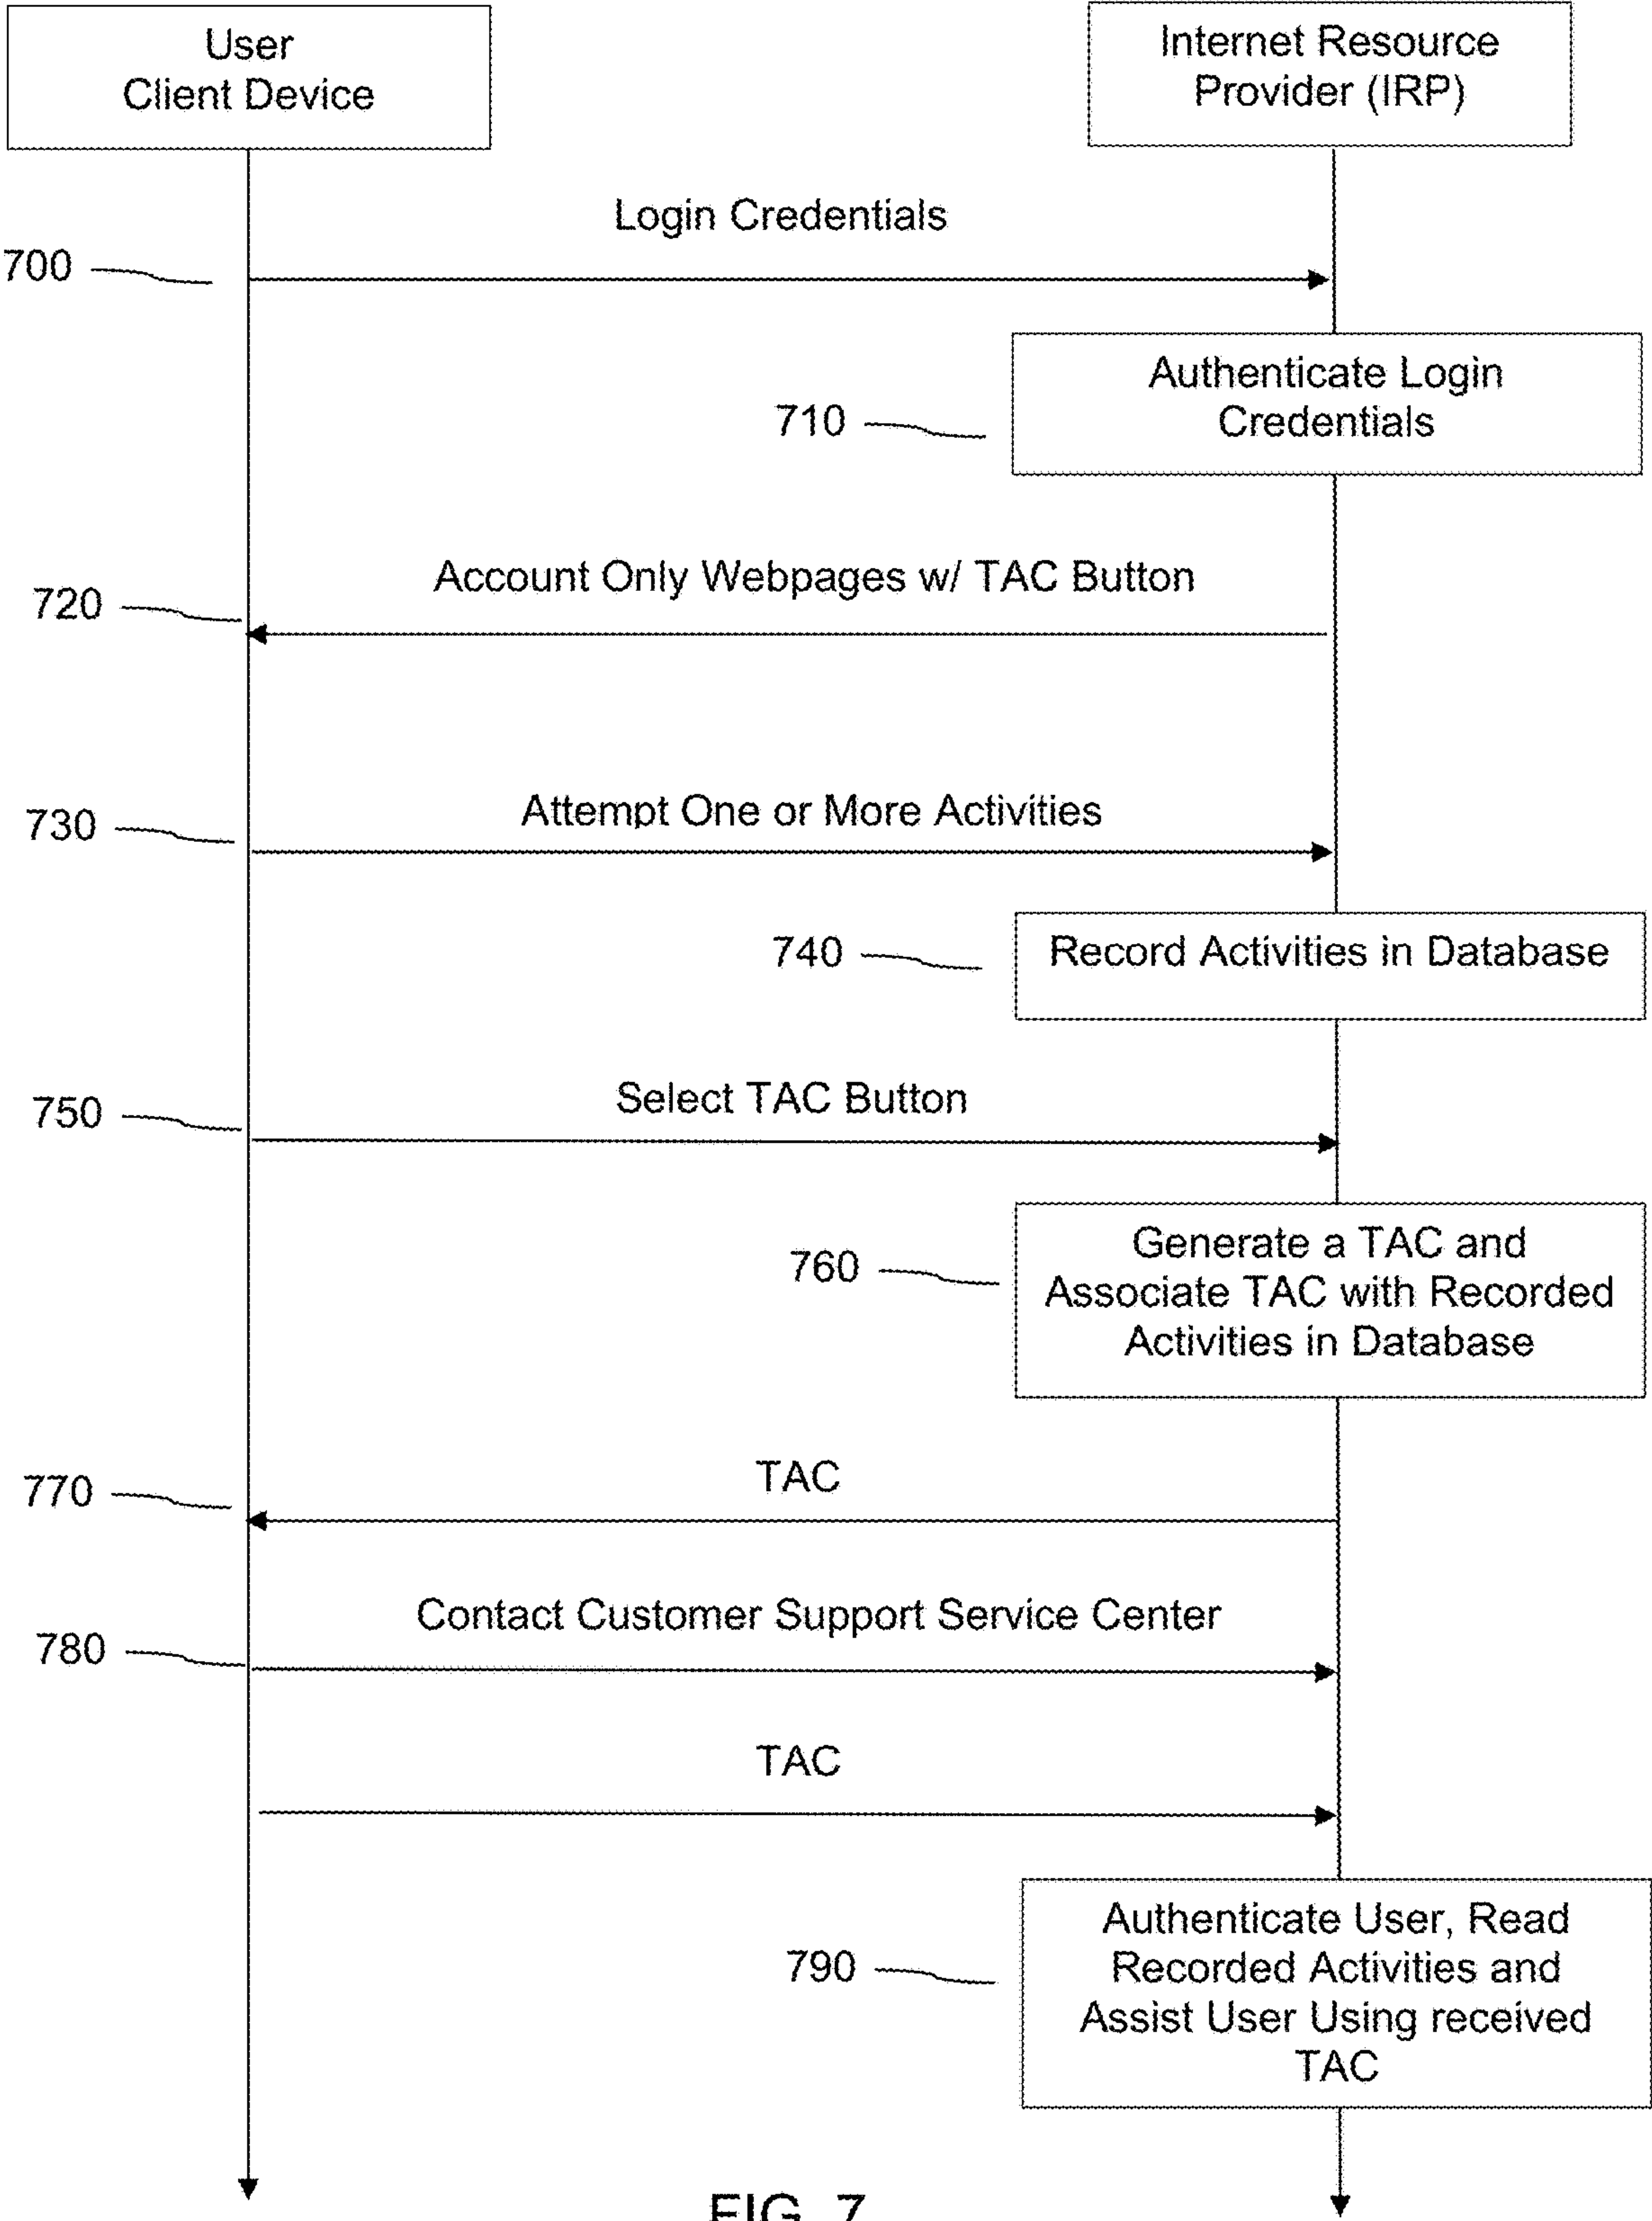 User
Client Device
Internet Resource
Provider (IRP)
Login Credentials
700
Authenticate Login
Credentials
710
Account Only Webpages w/ TAC Button
720
Attempt One or More Activities
730
740
Record Activities in Database
Select TAC Button
750
Generate a TAC and
Associate TAC with Recorded
Activities in Database
760
TAC
770
Contact Customer Support Service Center
780
TAC
Authenticate User, Read
Recorded Activities and
Assist User Using received
TAC
790
FIG. 7